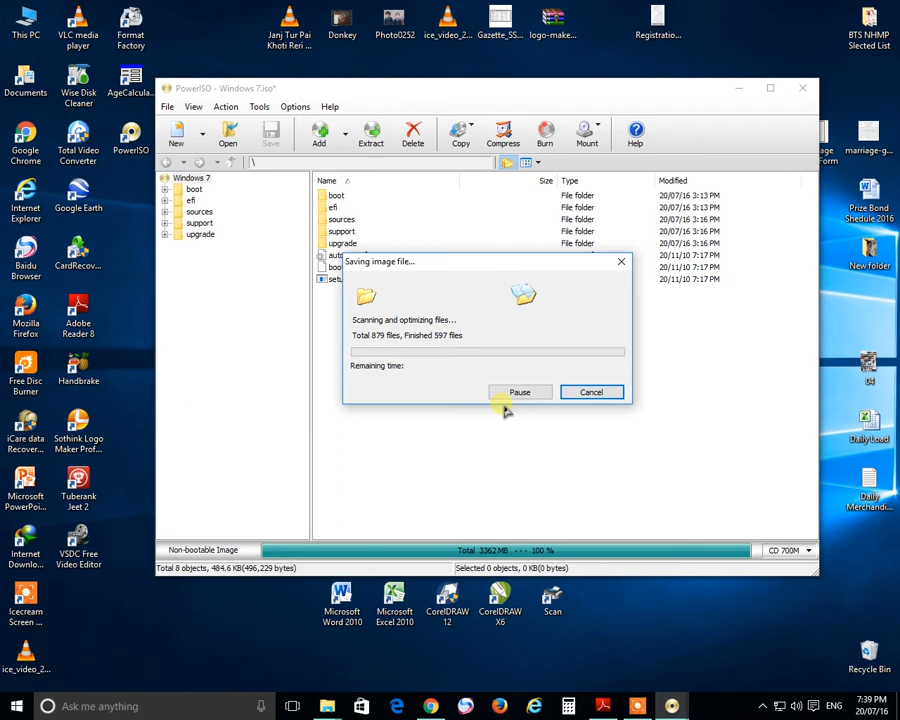 This PC
VLC media player
Format Factory
Janj Tur Pai Khoti Reri ...
Donkey
Photo0252
ice_video_2...
Gazette_SS...
logo-make...
Registratio...
BTS NHMP Slected List
Documents
Wise Disk Cleaner
AgeCalcula...
Google Chrome
Total Video Converter
PowerISO
marriage-g...
Form
Internet Explorer
Google Earth
Prize Bond Shedule 2016
Baidu Browser
CardRecov...
New folder
Mozilla Firefox
Adobe Reader 8
Free Disc Burner
Handbrake
04
iCare data Recover...
Sothink Logo Maker Prof...
Daily Load
Microsoft PowerPoi...
Tuberank Jeet 2
Daily Merchandi...
Internet Downlo...
VSDC Free Video Editor
Icecream Screen ...
Microsoft Word 2010
Microsoft Excel 2010
CorelDRAW 12
CorelDRAW X6
Scan
ice_video_2...
Recycle Bin
PowerISO - Windows 7.iso*
File View Action Tools Options Help
New Open Save Add Extract Delete Copy Compress Burn Mount Help
\
Windows 7
boot
efi
sources
support
upgrade
Name Size Type Modified
boot File folder 20/07/16 3:13 PM
efi File folder 20/07/16 3:13 PM
sources File folder 20/07/16 3:16 PM
support File folder 20/07/16 3:16 PM
upgrade File folder 20/07/16 3:16 PM
20/11/10 7:17 PM
20/11/10 7:17 PM
20/11/10 7:17 PM
Saving image file...
Scanning and optimizing files...
Total 879 files, Finished 597 files
Remaining time:
Pause Cancel
Non-bootable Image Total 3362 MB --- 100 % CD 700M
Total 8 objects, 484.6 KB(496,229 bytes) Selected 0 objects, 0 KB(0 bytes)
Ask me anything
ENG
7:39 PM
20/07/16